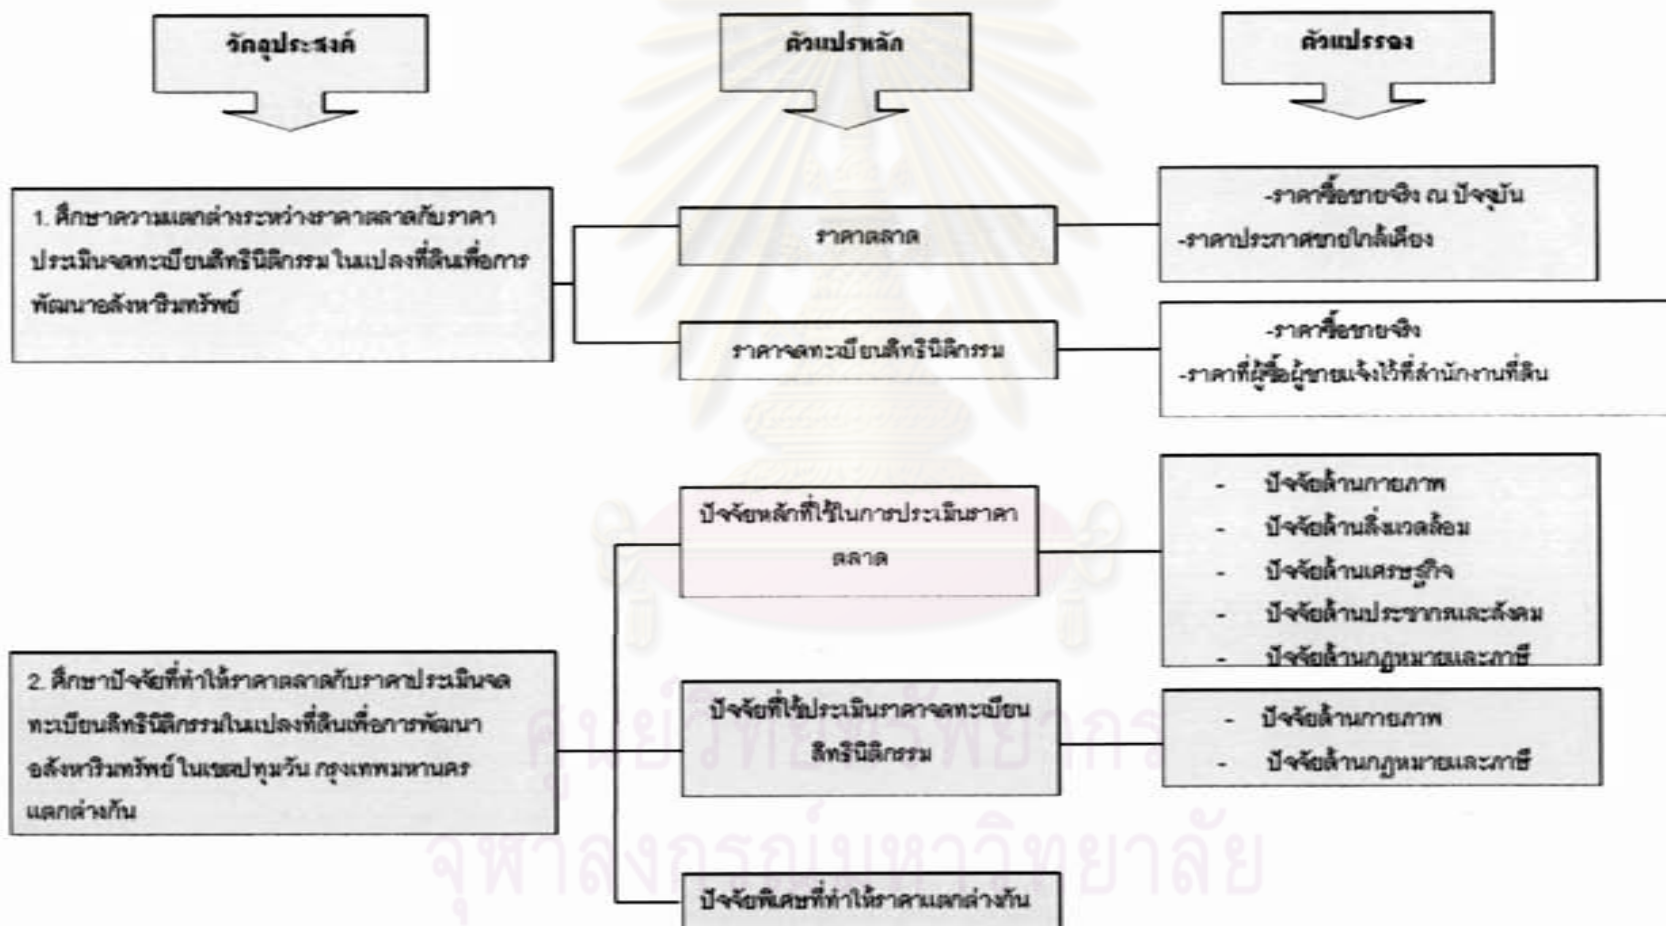 วัตถุประสงค์
ตัวแปรหลัก
ตัวแปรรอง
1. ศึกษาความแตกต่างระหว่างราคาตลาดกับราคา
ประเมินจดทะเบียนสิทธินิติกรรม ในแปลงที่ดินเพื่อการ
พัฒนาอสังหาริมทรัพย์
ราคาตลาด
-ราคาซื้อขายจริง ณ ปัจจุบัน
-ราคาประกาศขายใกล้เคียง
ราคาจดทะเบียนสิทธินิติกรรม
-ราคาซื้อขายจริง
-ราคาที่ผู้ซื้อผู้ขายแจ้งไว้ที่สำนักงานที่ดิน
2. ศึกษาปัจจัยที่ทำให้ราคาตลาดกับราคาประเมินจด
ทะเบียนสิทธินิติกรรมในแปลงที่ดินเพื่อการพัฒนา
อสังหาริมทรัพย์ ในเขตปทุมวัน กรุงเทพมหานคร
แตกต่างกัน
ปัจจัยหลักที่ใช้ในการประเมินราคา
ตลาด
- ปัจจัยด้านกายภาพ
- ปัจจัยด้านสิ่งแวดล้อม
- ปัจจัยด้านเศรษฐกิจ
- ปัจจัยด้านประชากรและสังคม
- ปัจจัยด้านกฎหมายและภาษี
ปัจจัยที่ใช้ประเมินราคาจดทะเบียน
สิทธินิติกรรม
- ปัจจัยด้านกายภาพ
- ปัจจัยด้านกฎหมายและภาษี
ปัจจัยพิเศษที่ทำให้ราคาแตกต่างกัน
ศูนย์วิทยทรัพยากร
จุฬาลงกรณ์มหาวิทยาลัย